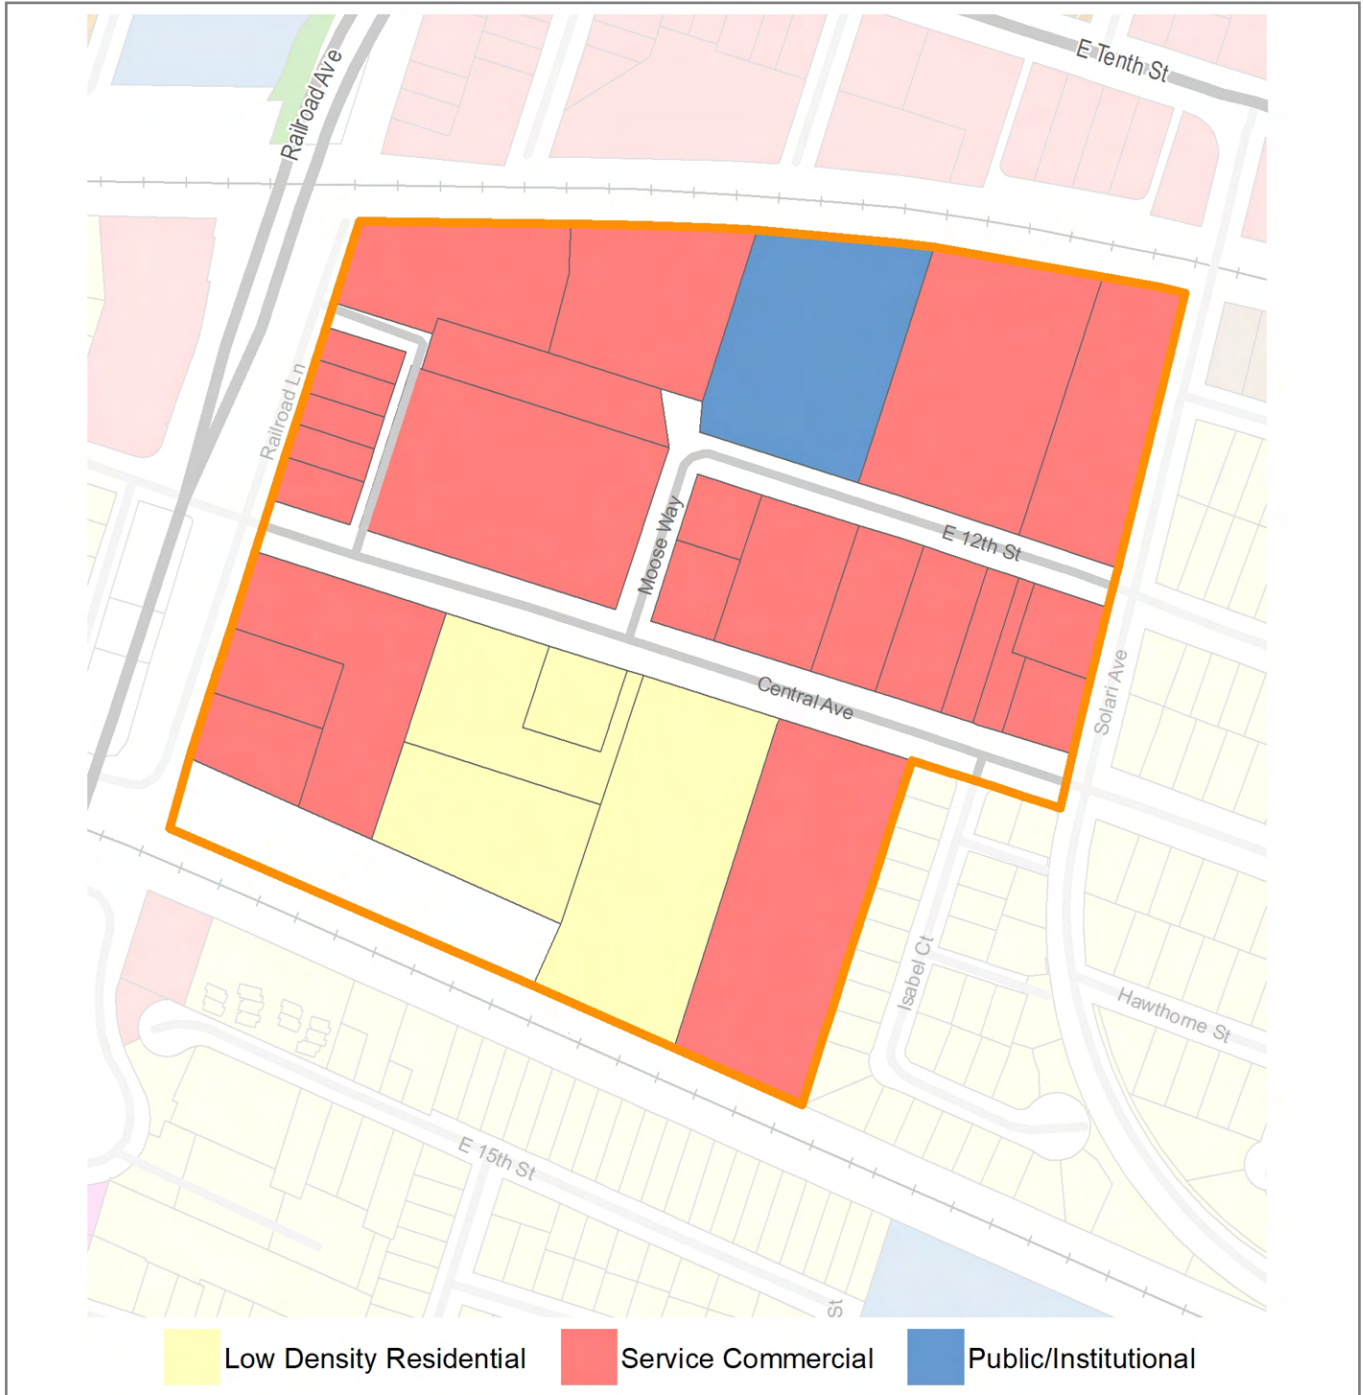 E Tenth St
Railroad Ave
Railroad Ln
Moose Way
E 12th St
Central Ave
Solari Ave
Isabel Ct
Hawthorne St
E 15th St
St
Low Density Residential
Service Commercial
Public/Institutional